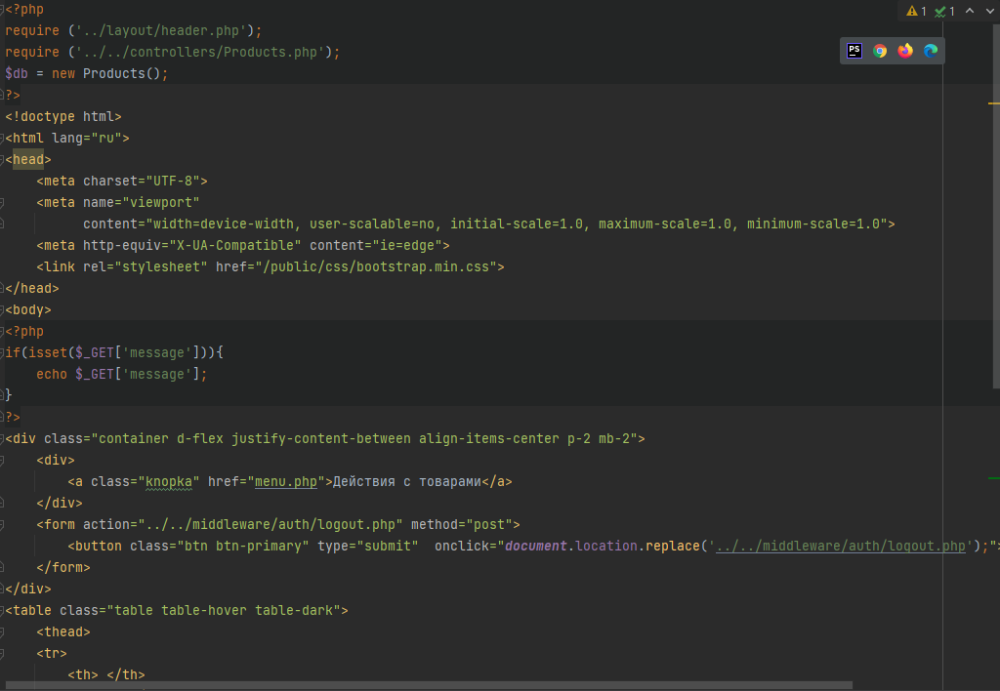 <?php
1 1
require ('../layout/header.php');
require ('../../controllers/Products.php');
PS
$db = new Products();
?>
<!doctype html>
<html lang="ru">
<head>
    <meta charset="UTF-8">
    <meta name="viewport"
          content="width=device-width, user-scalable=no, initial-scale=1.0, maximum-scale=1.0, minimum-scale=1.0">
    <meta http-equiv="X-UA-Compatible" content="ie=edge">
    <link rel="stylesheet" href="/public/css/bootstrap.min.css">
</head>
<body>
<?php
if(isset($_GET['message'])){
    echo $_GET['message'];
}
?>
<div class="container d-flex justify-content-between align-items-center p-2 mb-2">
    <div>
        <a class="knopka" href="menu.php">Действия с товарами</a>
    </div>
    <form action="../../middleware/auth/logout.php" method="post">
        <button class="btn btn-primary" type="submit"  onclick="document.location.replace('../../middleware/auth/logout.php');">
    </form>
</div>
<table class="table table-hover table-dark">
    <thead>
    <tr>
        <th> </th>